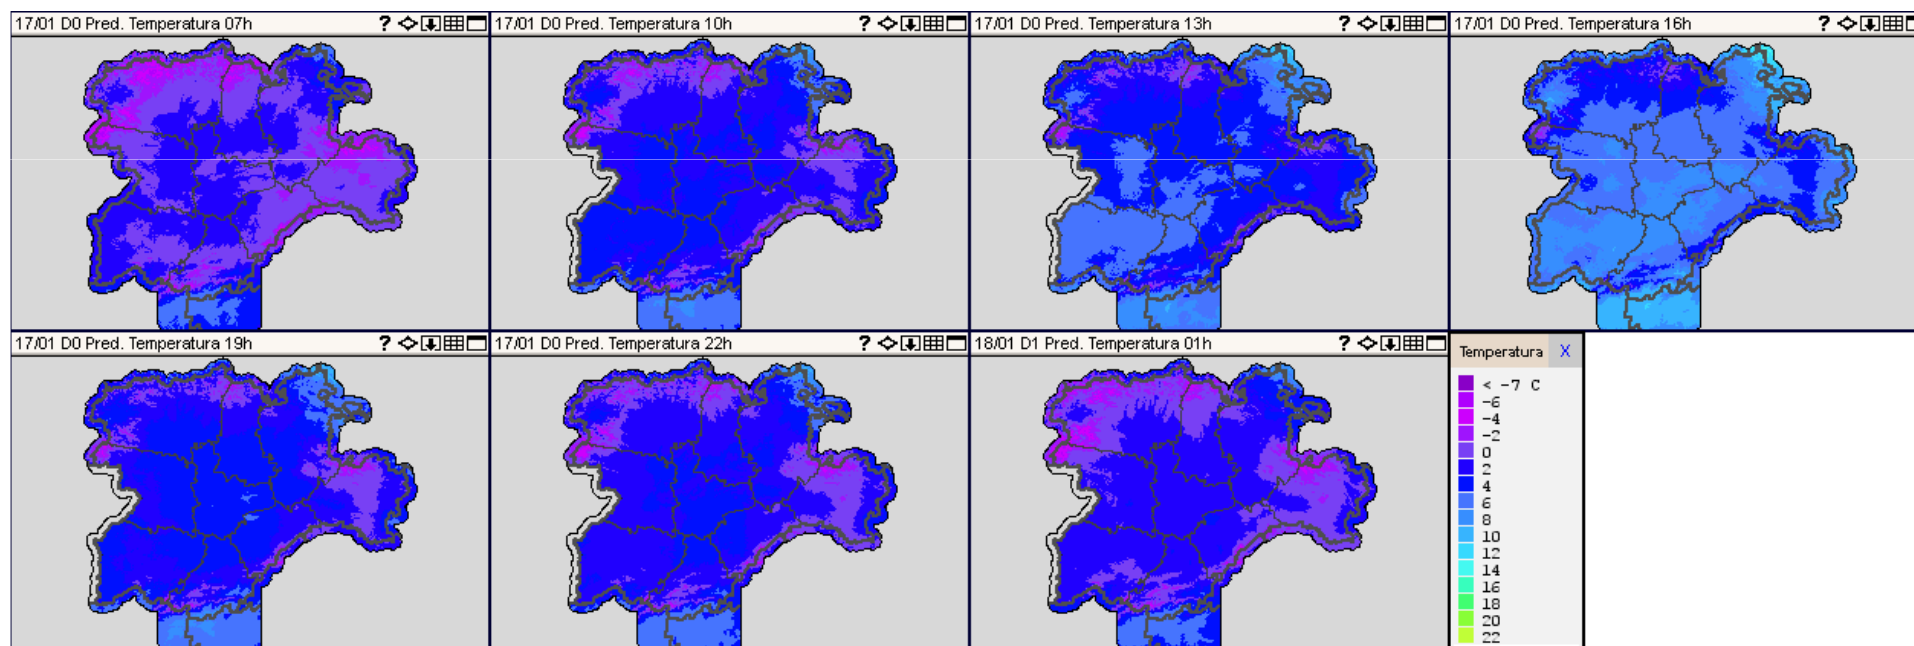 17/01 D0 Pred. Temperatura 07h ?
17/01 D0 Pred. Temperatura 10h ?
17/01 D0 Pred. Temperatura 13h ?
17/01 D0 Pred. Temperatura 16h ?
17/01 D0 Pred. Temperatura 19h ?
17/01 D0 Pred. Temperatura 22h ?
18/01 D1 Pred. Temperatura 01h ?
Temperatura X
< -7 C
-6
-4
-2
0
2
4
6
8
10
12
14
16
18
20
22